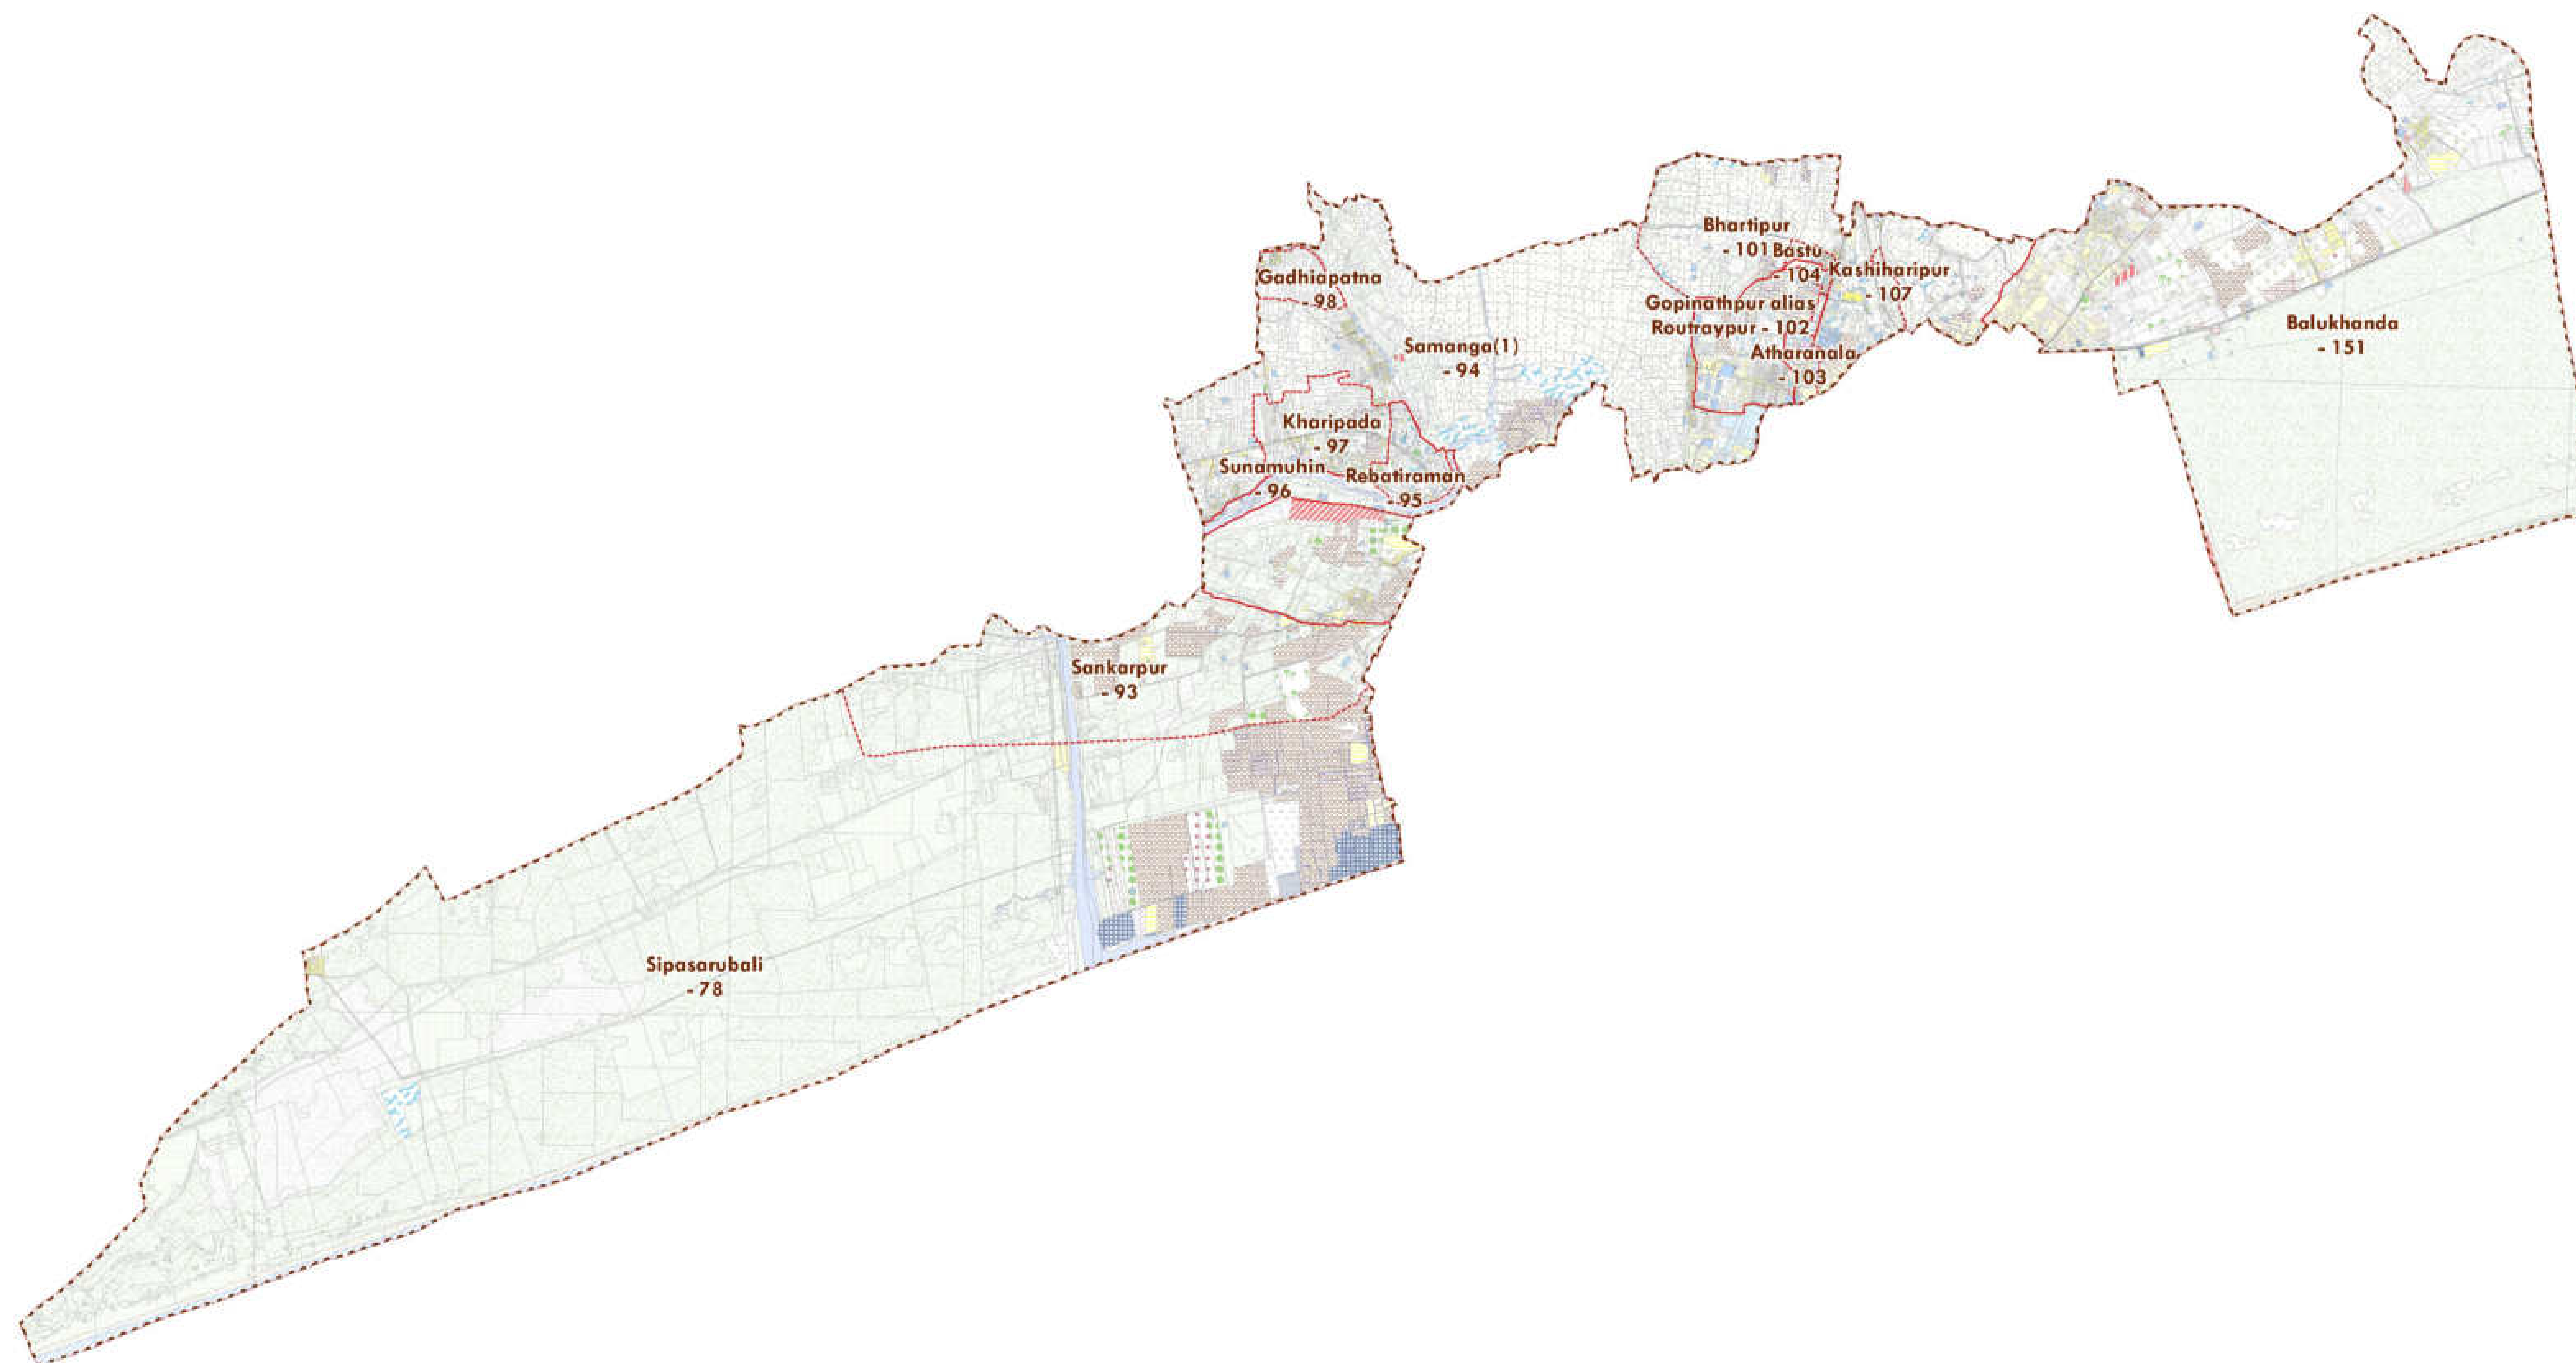 Bhartipur
- 101
Bastu
- 104
Kashiharipur
- 107
Gadhiapatna
- 98
Gopinathpur alias
Routraypur - 102
Balukhanda
- 151
Samanga(1)
- 94
Atharanala
- 103
Kharipada
- 97
Sunamuhin
- 96
Rebatiraman
- 95
Sankarpur
- 93
Sipasarubali
- 78